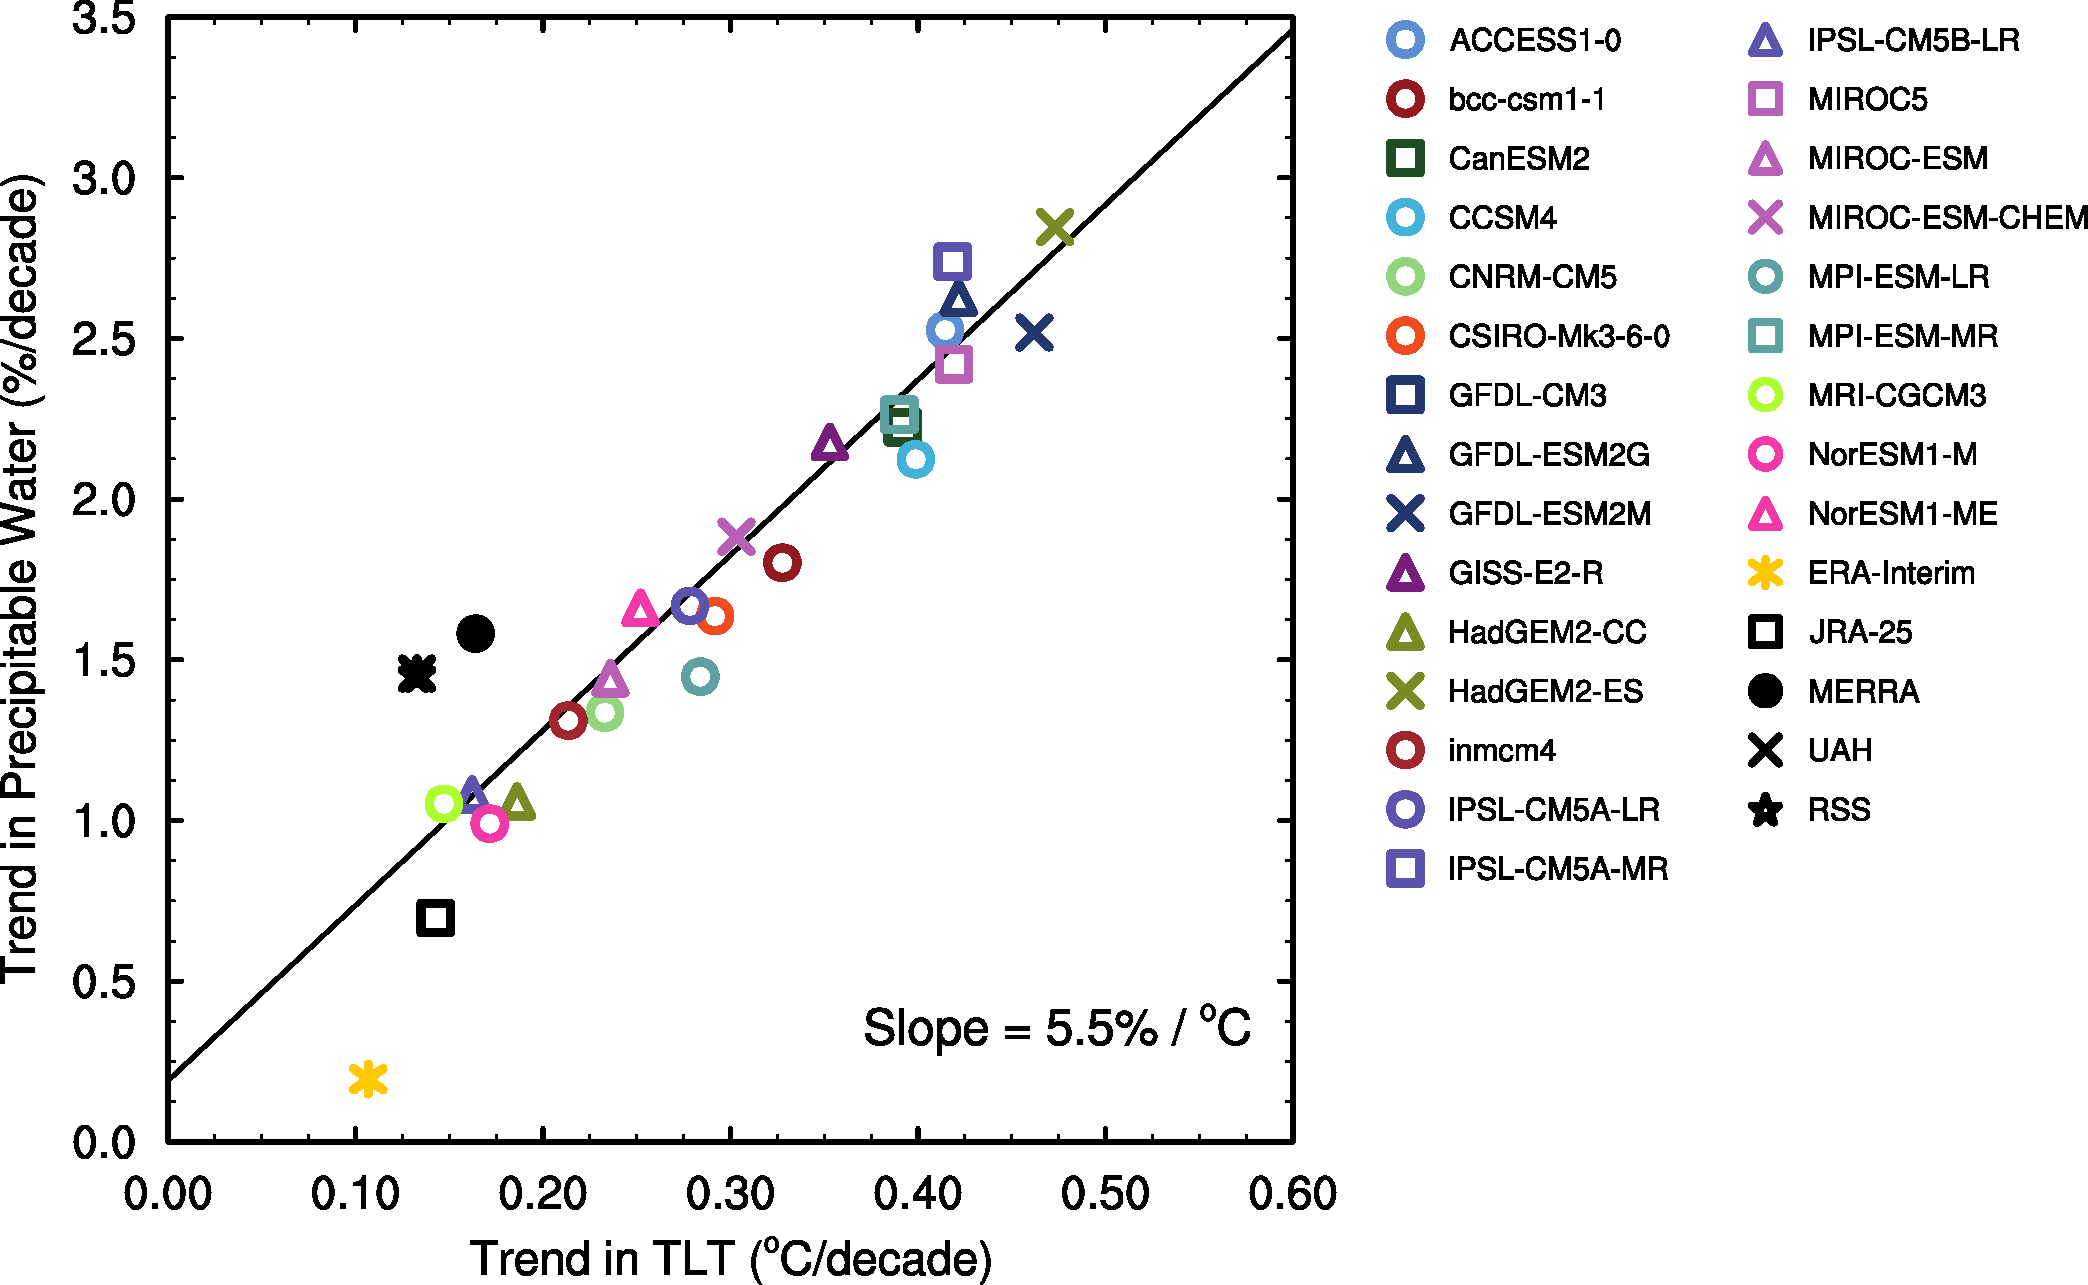 Trend in Precipitable Water (%/decade)
3.5
3.0
2.5
2.0
1.5
1.0
0.5
0.0
0.00 0.10 0.20 0.30 0.40 0.50 0.60
Trend in TLT (°C/decade)
Slope = 5.5% / °C
ACCESS1-0
bcc-csm1-1
CanESM2
CCSM4
CNRM-CM5
CSIRO-Mk3-6-0
GFDL-CM3
GFDL-ESM2G
GFDL-ESM2M
GISS-E2-R
HadGEM2-CC
HadGEM2-ES
inmcm4
IPSL-CM5A-LR
IPSL-CM5A-MR
IPSL-CM5B-LR
MIROC5
MIROC-ESM
MIROC-ESM-CHEM
MPI-ESM-LR
MPI-ESM-MR
MRI-CGCM3
NorESM1-M
NorESM1-ME
ERA-Interim
JRA-25
MERRA
UAH
RSS